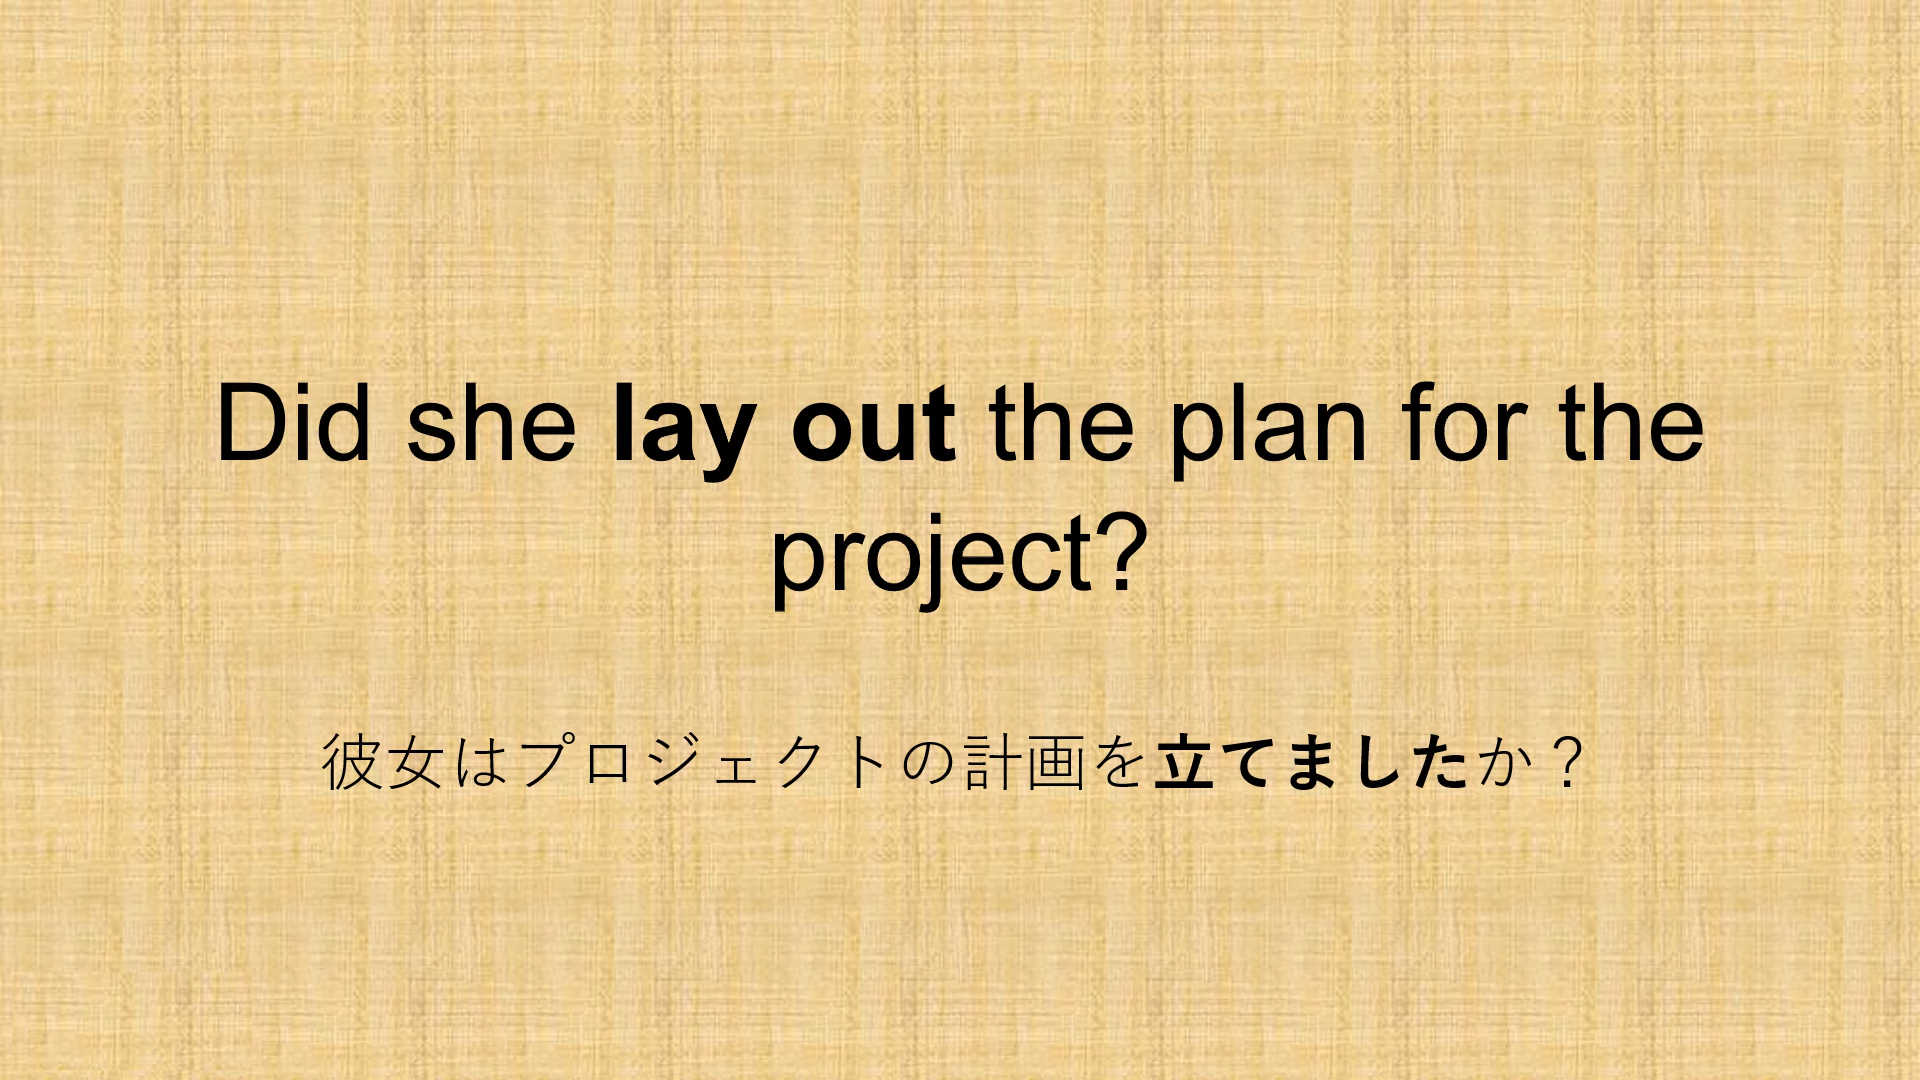 Did she lay out the plan for the
project?
彼女はプロジェクトの計画を立てましたか？